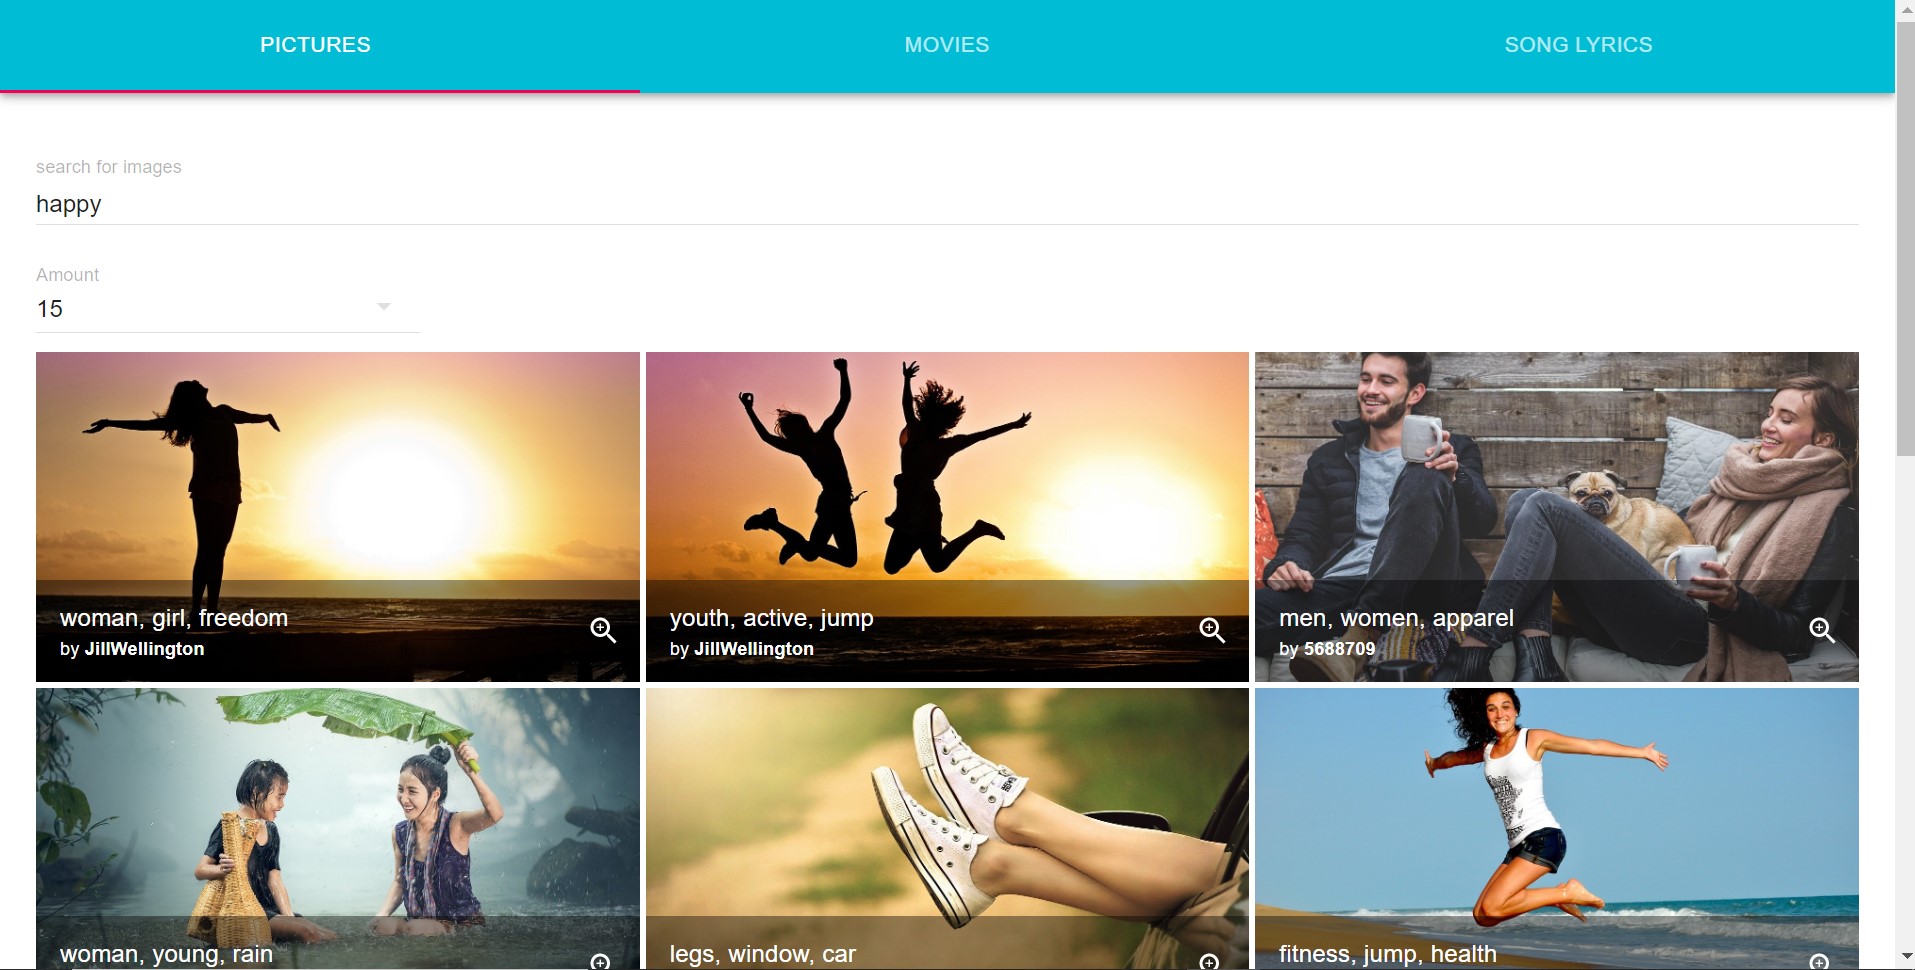 PICTURES
MOVIES
SONG LYRICS
search for images
happy
Amount
15
woman, girl, freedom
by JillWellington
youth, active, jump
by JillWellington
men, women, apparel
by 5688709
woman, young, rain
legs, window, car
fitness, jump, health